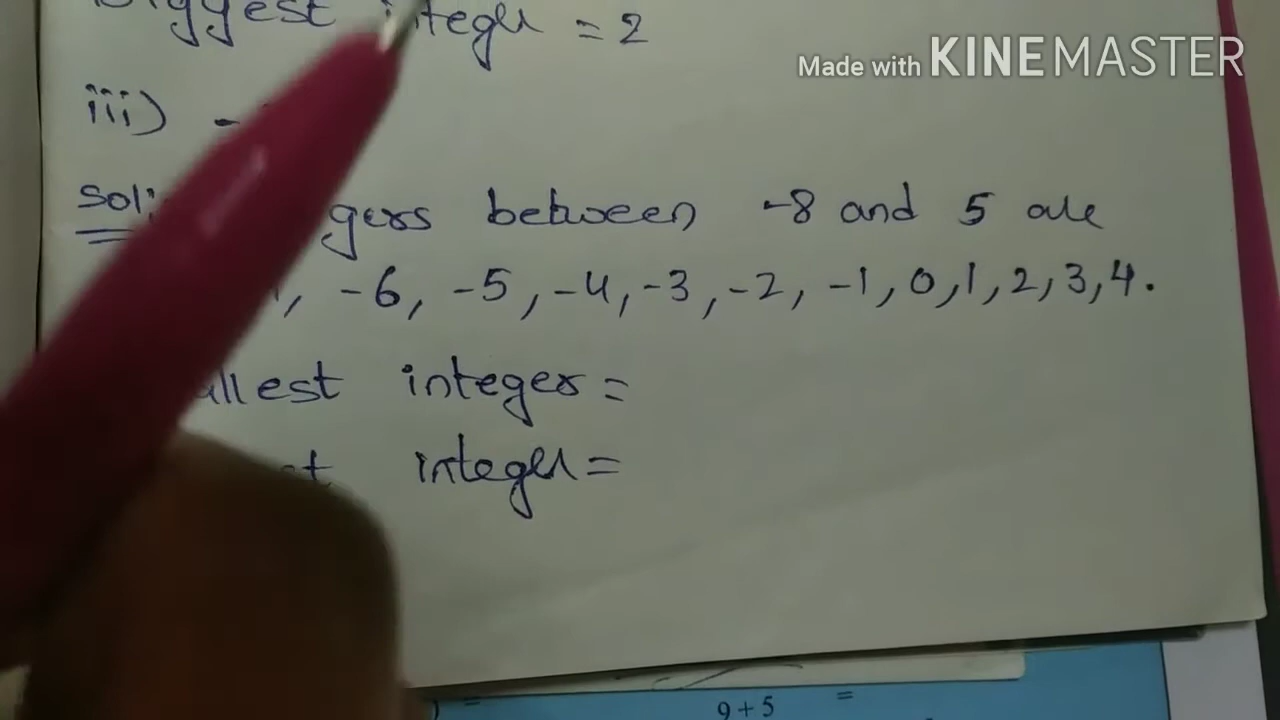 Biggest integer = 2
Made with KINEMASTER
iii) -
Sol: gers between -8 and 5 are
, -6, -5, -4, -3, -2, -1, 0, 1, 2, 3, 4.
allest integer =
integer =
9 + 5 =